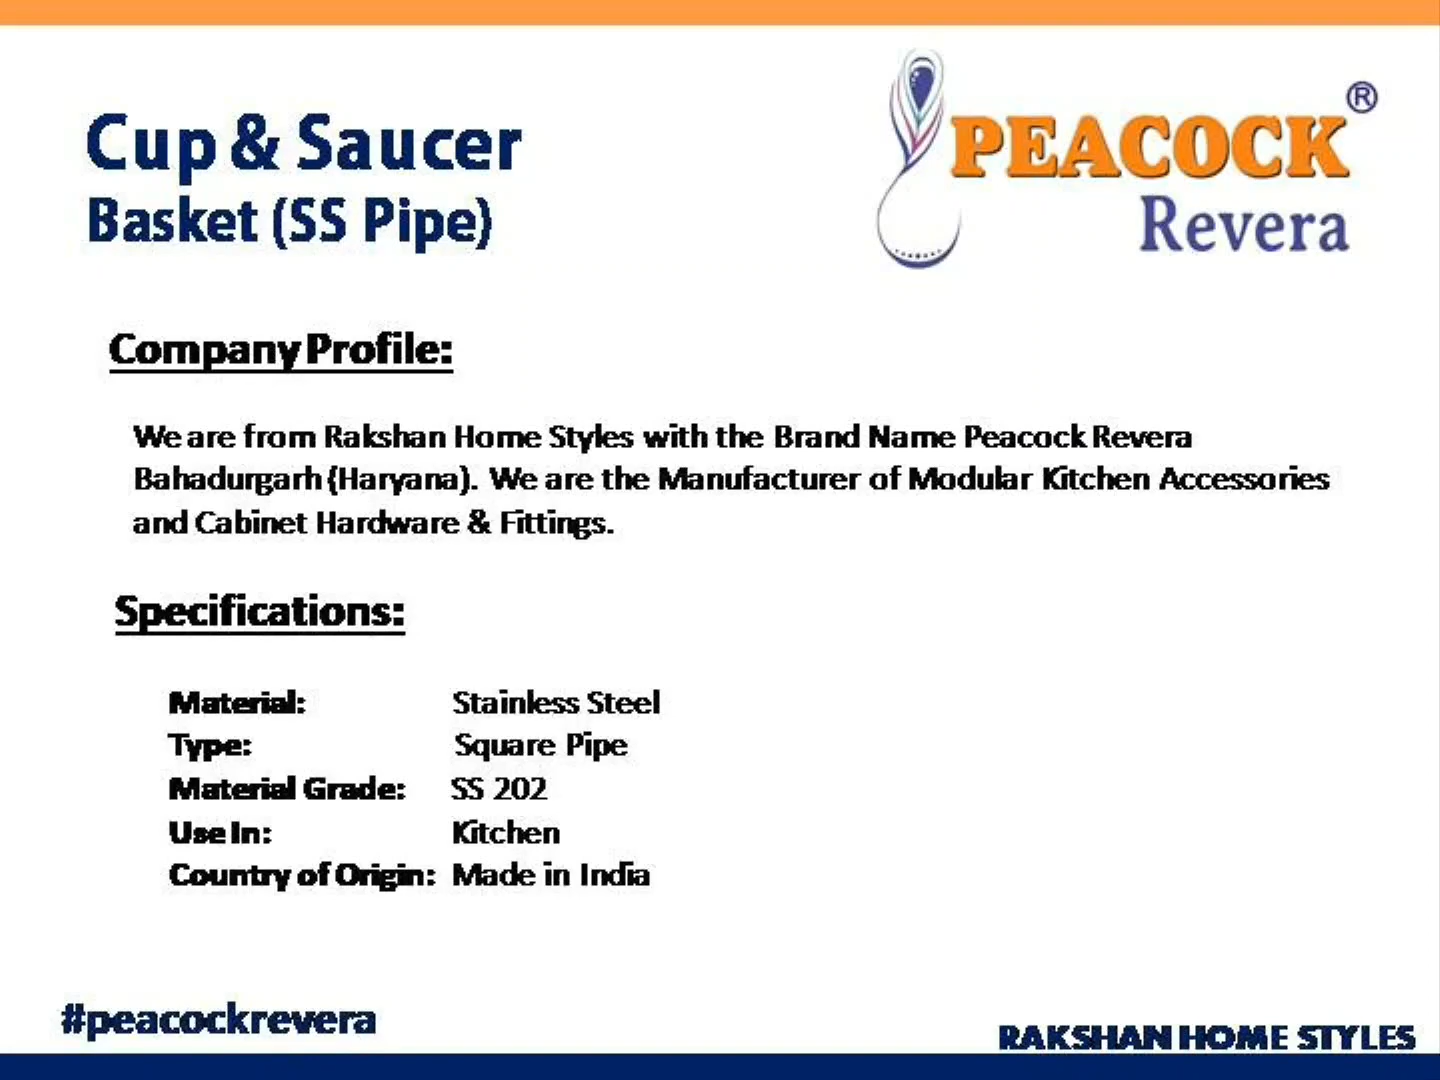 Cup & Saucer
Basket (SS Pipe)
PEACOCK®
Revera
Company Profile:
We are from Rakshan Home Styles with the Brand Name Peacock Revera
Bahadurgarh (Haryana). We are the Manufacturer of Modular Kitchen Accessories
and Cabinet Hardware & Fittings.
Specifications:
Material: Stainless Steel
Type: Square Pipe
Material Grade: SS 202
Use In: Kitchen
Country of Origin: Made in India
#peacockrevera
RAKSHAN HOME STYLES